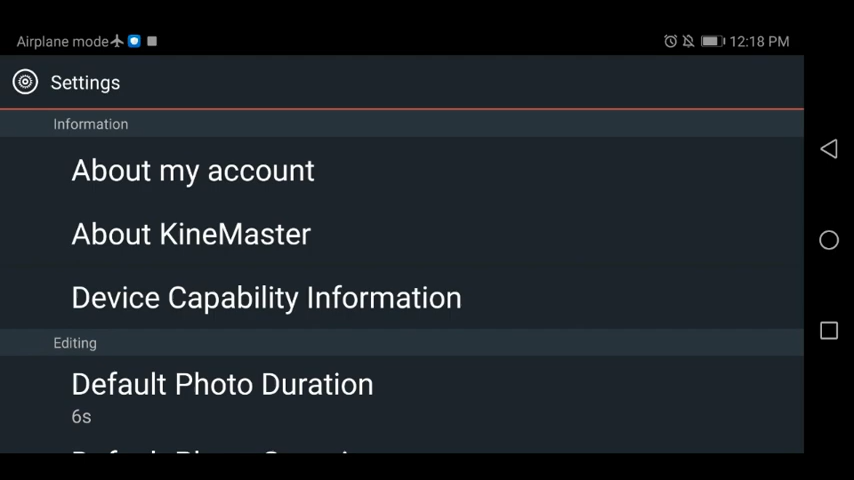 Airplane mode 12:18 PM
Settings
Information
About my account
About KineMaster
Device Capability Information
Editing
Default Photo Duration
6s